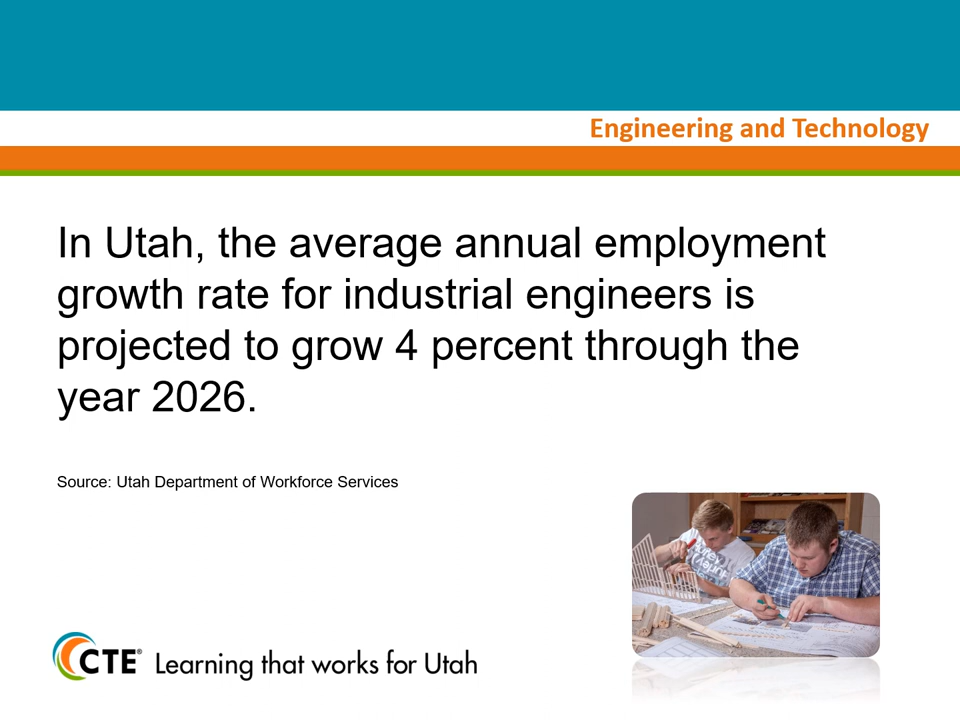 Engineering and Technology
In Utah, the average annual employment
growth rate for industrial engineers is
projected to grow 4 percent through the
year 2026.
Source: Utah Department of Workforce Services
CTE® Learning that works for Utah